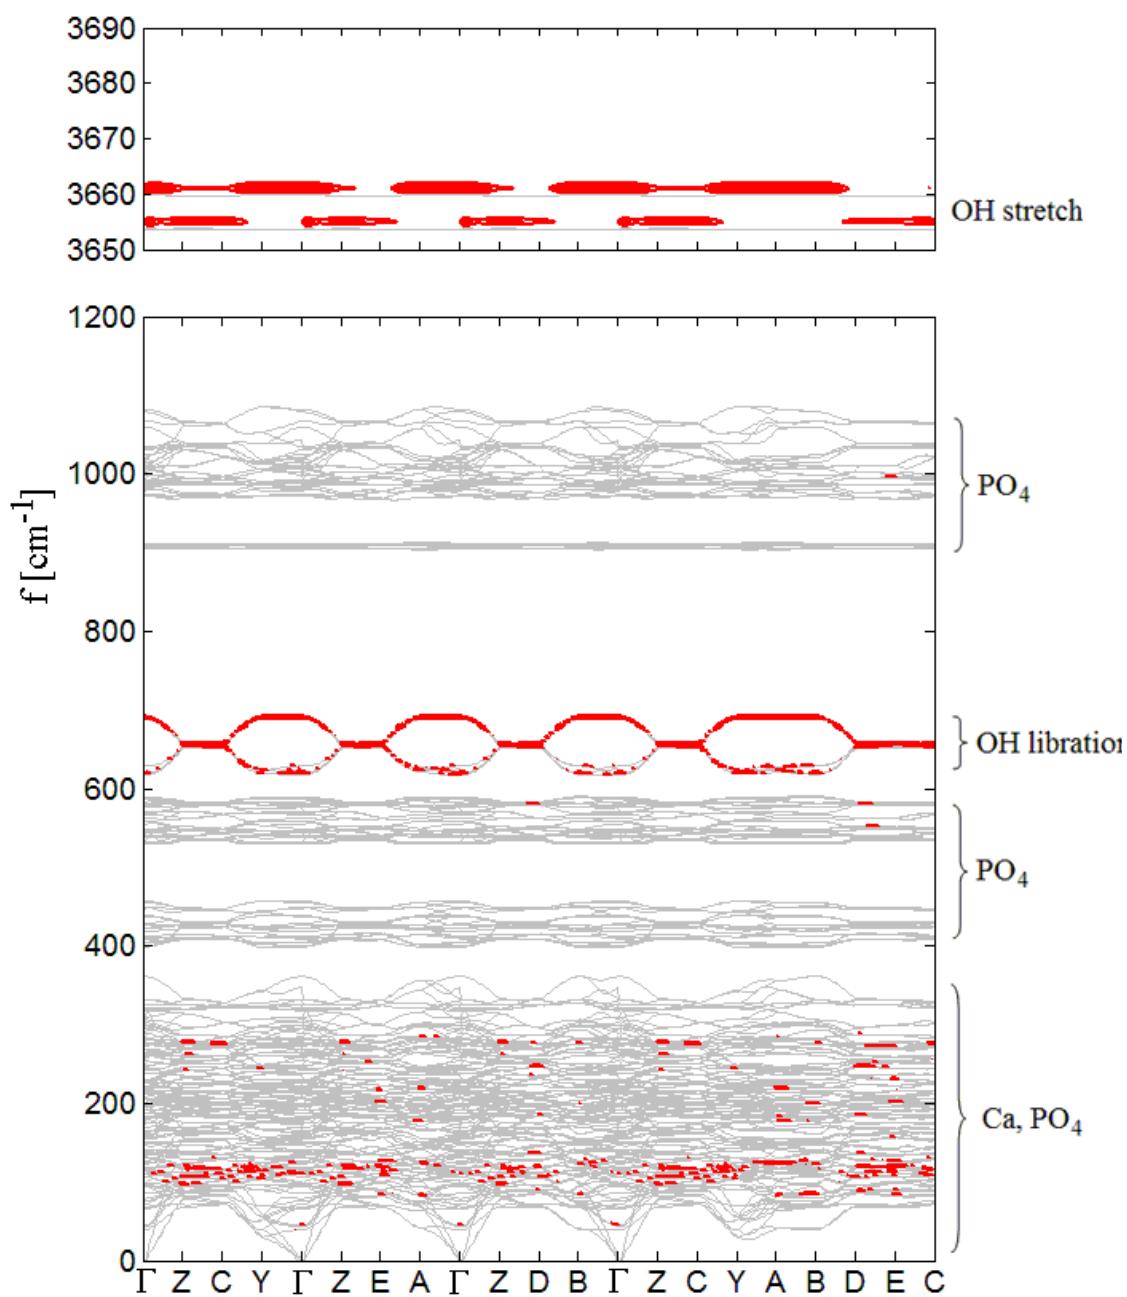 3690
3680
3670
3660
3650
OH stretch
1200
1000
800
600
400
200
0
f [cm⁻¹]
PO₄
OH libration
PO₄
Ca, PO₄
Γ Z C Y Γ Z E A Γ Z D B Γ Z C Y A B D E C